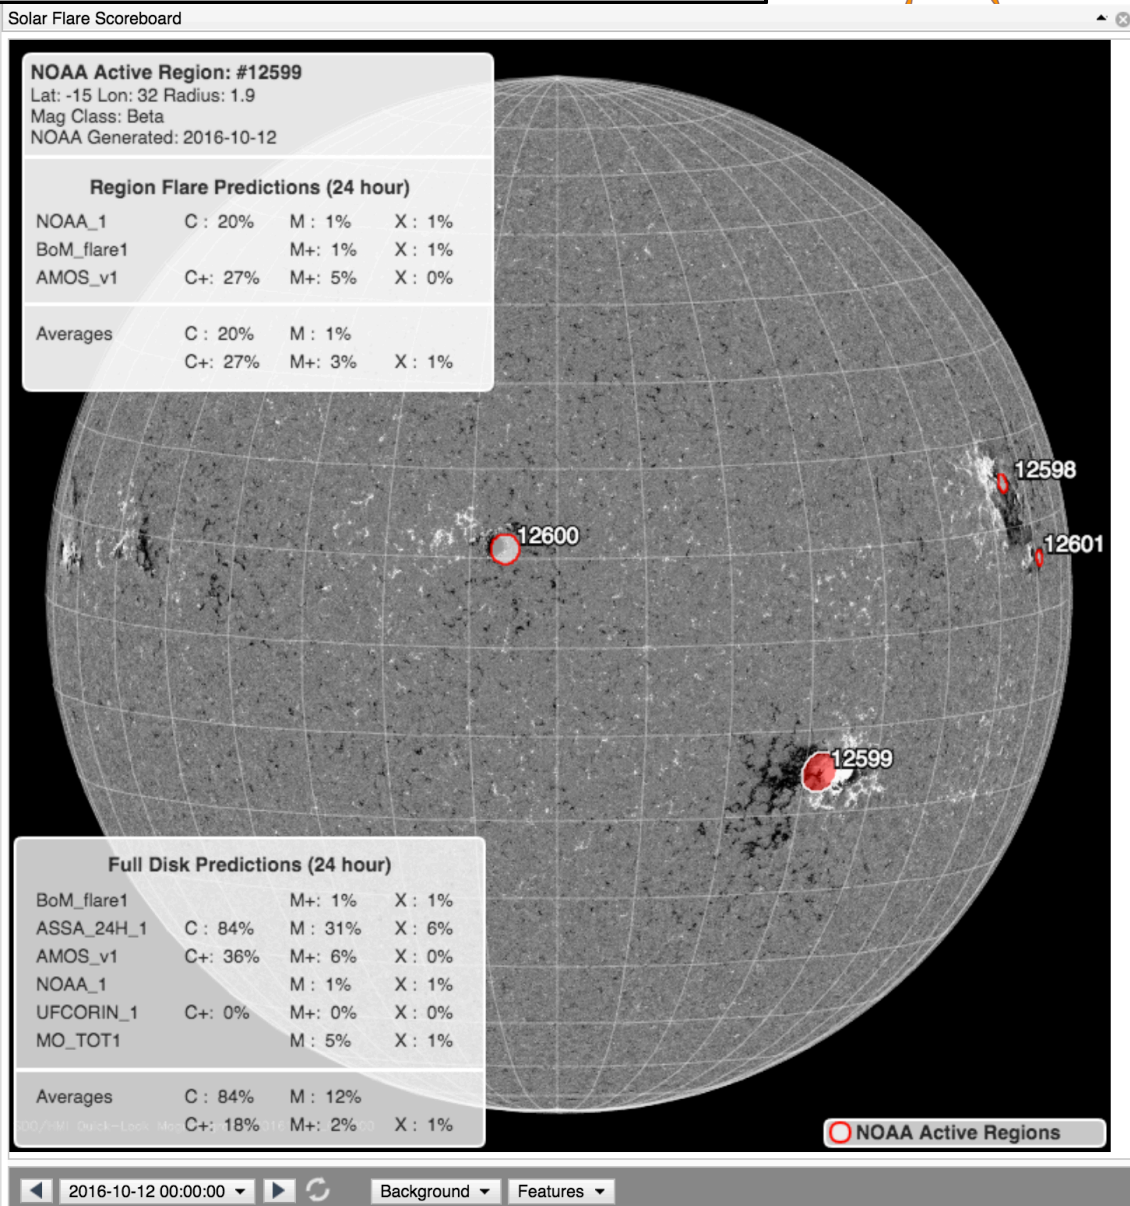 Solar Flare Scoreboard
NOAA Active Region: #12599
Lat: -15 Lon: 32 Radius: 1.9
Mag Class: Beta
NOAA Generated: 2016-10-12
Region Flare Predictions (24 hour)
NOAA_1 C : 20% M : 1% X : 1%
BoM_flare1 M+: 1% X : 1%
AMOS_v1 C+: 27% M+: 5% X : 0%
Averages C : 20% M : 1%
C+: 27% M+: 3% X : 1%
12598
12600
12601
12599
Full Disk Predictions (24 hour)
BoM_flare1 M+: 1% X : 1%
ASSA_24H_1 C : 84% M : 31% X : 6%
AMOS_v1 C+: 36% M+: 6% X : 0%
NOAA_1 M : 1% X : 1%
UFCORIN_1 C+: 0% M+: 0% X : 0%
MO_TOT1 M : 5% X : 1%
Averages C : 84% M : 12%
C+: 18% M+: 2% X : 1%
NOAA Active Regions
2016-10-12 00:00:00 Background Features